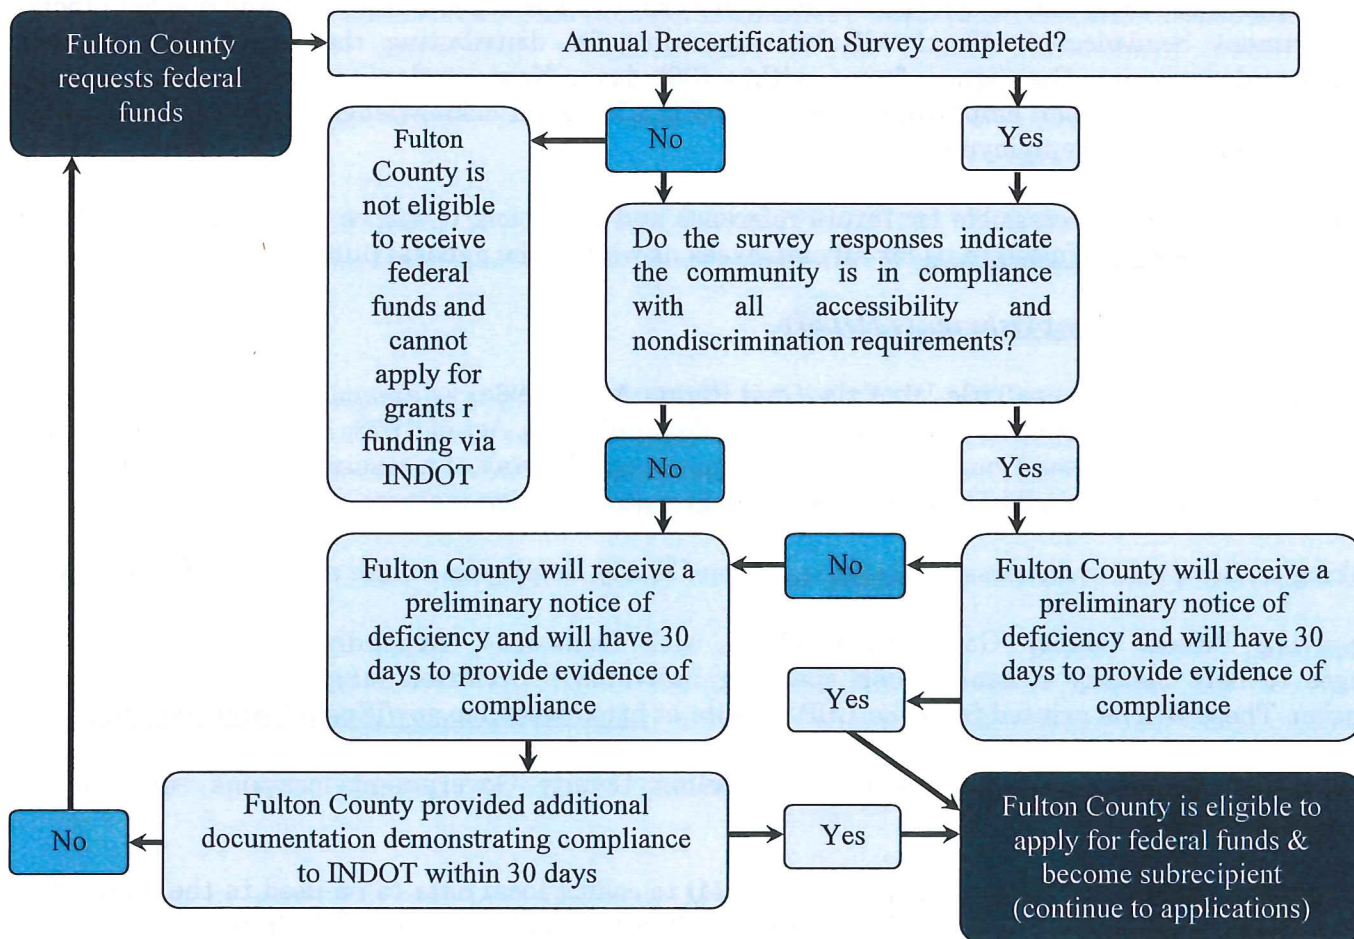 Fulton County
requests federal
funds
Annual Precertification Survey completed?
No
Yes
Fulton
County is
not eligible
to receive
federal
funds and
cannot
apply for
grants r
funding via
INDOT
Do the survey responses indicate
the community is in compliance
with all accessibility and
nondiscrimination requirements?
No
Yes
Fulton County will receive a
preliminary notice of
deficiency and will have 30
days to provide evidence of
compliance
No
Fulton County will receive a
preliminary notice of
deficiency and will have 30
days to provide evidence of
compliance
Yes
No
Fulton County provided additional
documentation demonstrating compliance
to INDOT within 30 days
Yes
Fulton County is eligible to
apply for federal funds &
become subrecipient
(continue to applications)